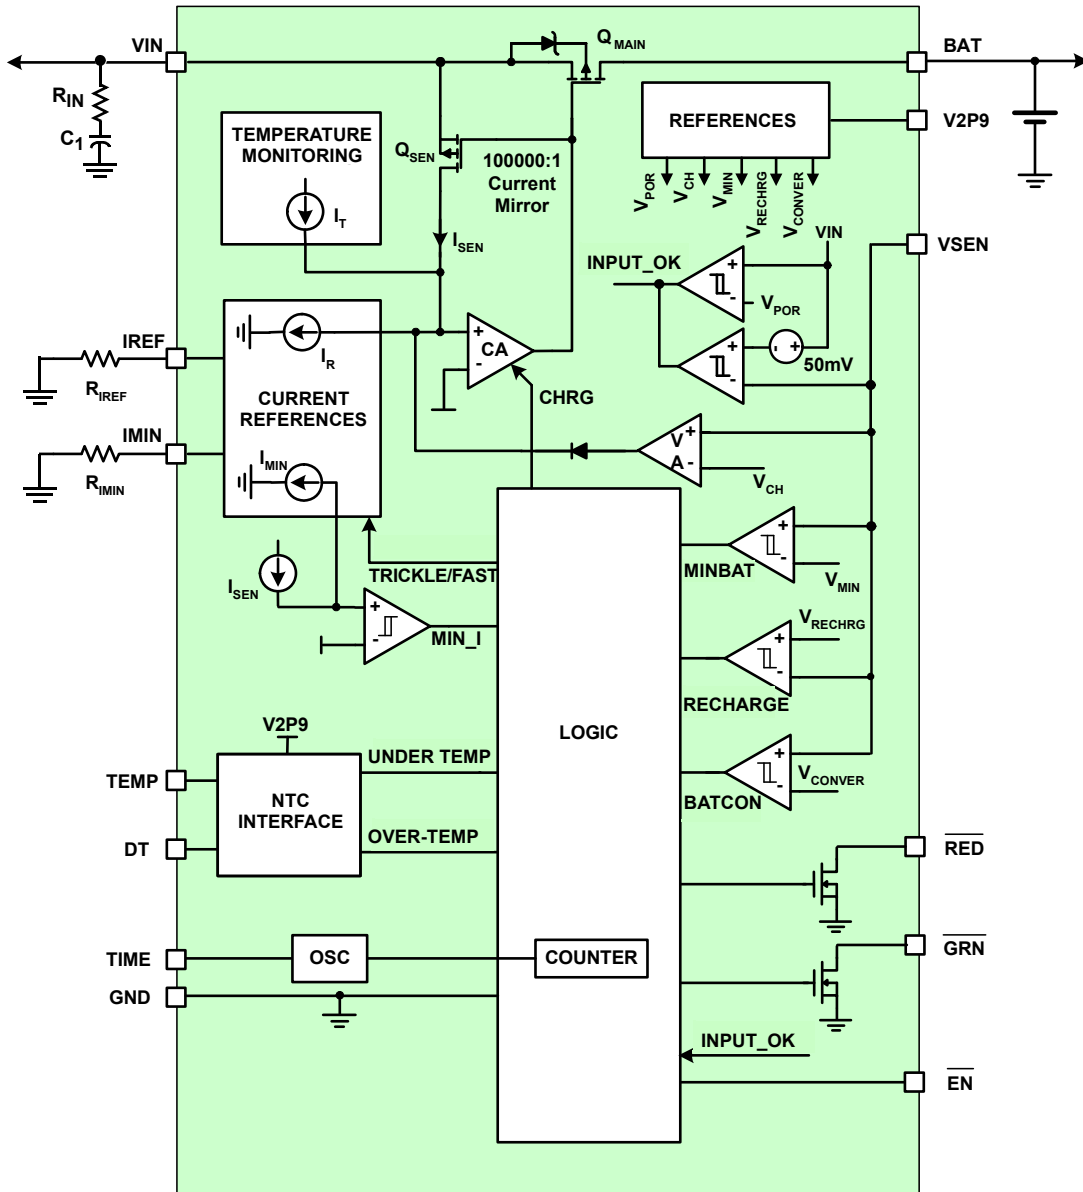 VIN
Q MAIN
BAT
RIN
C1
TEMPERATURE
MONITORING
IT
QSEN
100000:1
Current
Mirror
ISEN
REFERENCES
V2P9
VPOR
VCH
VMIN
VRECHRG
VCONVER
VIN
VSEN
INPUT_OK
+
-
VPOR
- +
50mV
+
-
IREF
RIREF
IR
CURRENT
REFERENCES
+
-
CA
CHRG
IMIN
RIMIN
IMIN
V +
A -
VCH
TRICKLE/FAST
ISEN
+
-
MIN_I
+
-
MINBAT
VMIN
VRECHRG
+
-
RECHARGE
LOGIC
+
-
VCONVER
BATCON
V2P9
TEMP
NTC
INTERFACE
UNDER TEMP
DT
OVER-TEMP
RED
GRN
TIME
OSC
COUNTER
GND
INPUT_OK
EN